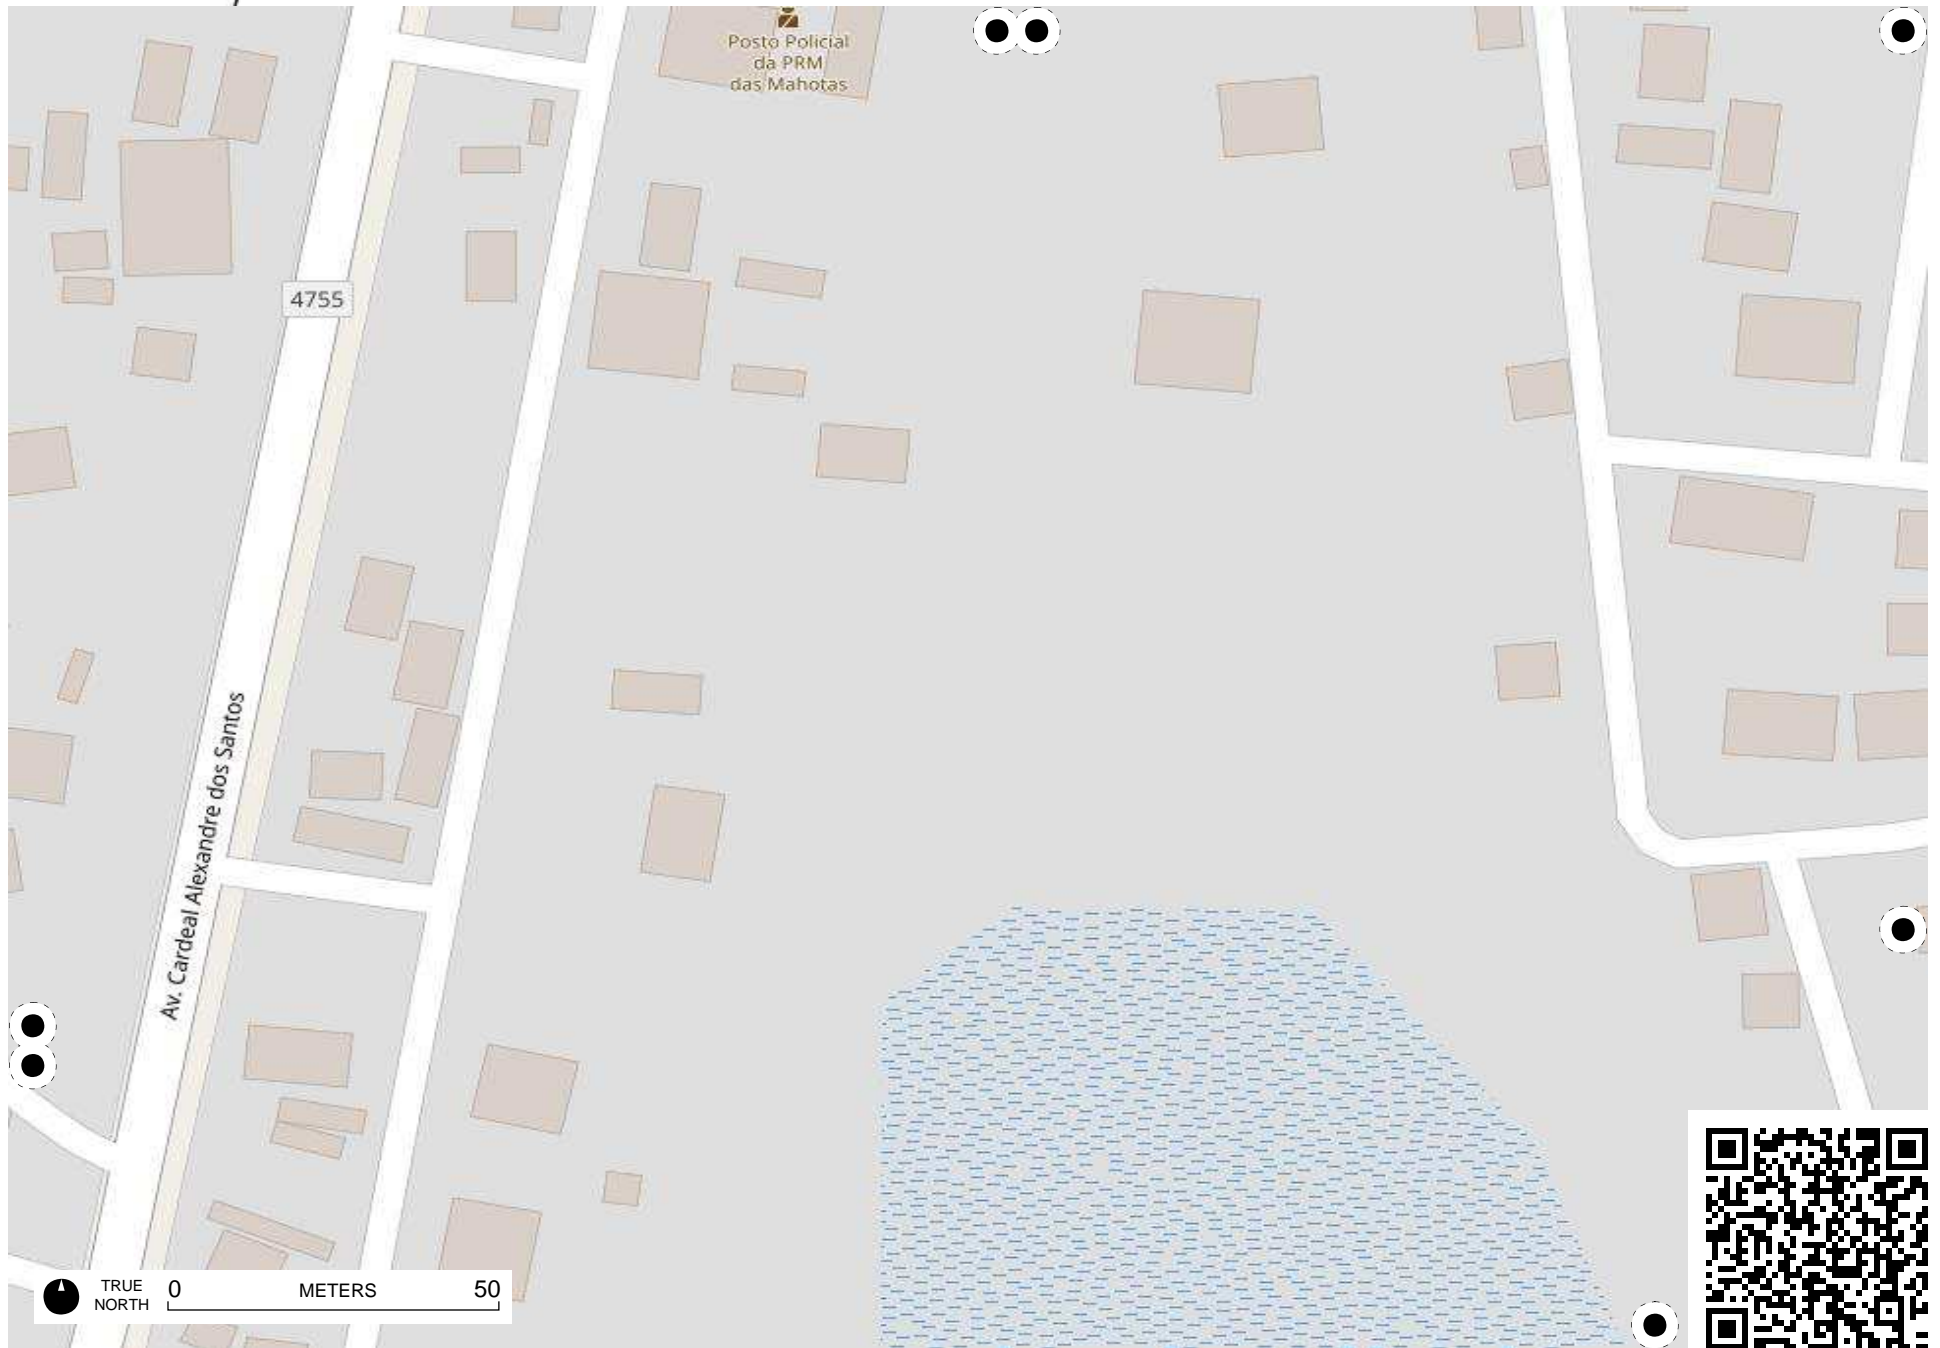 Posto Policial
da PRM
das Mahotas
4755
Av. Cardeal Alexandre dos Santos
TRUE
NORTH
0 METERS 50